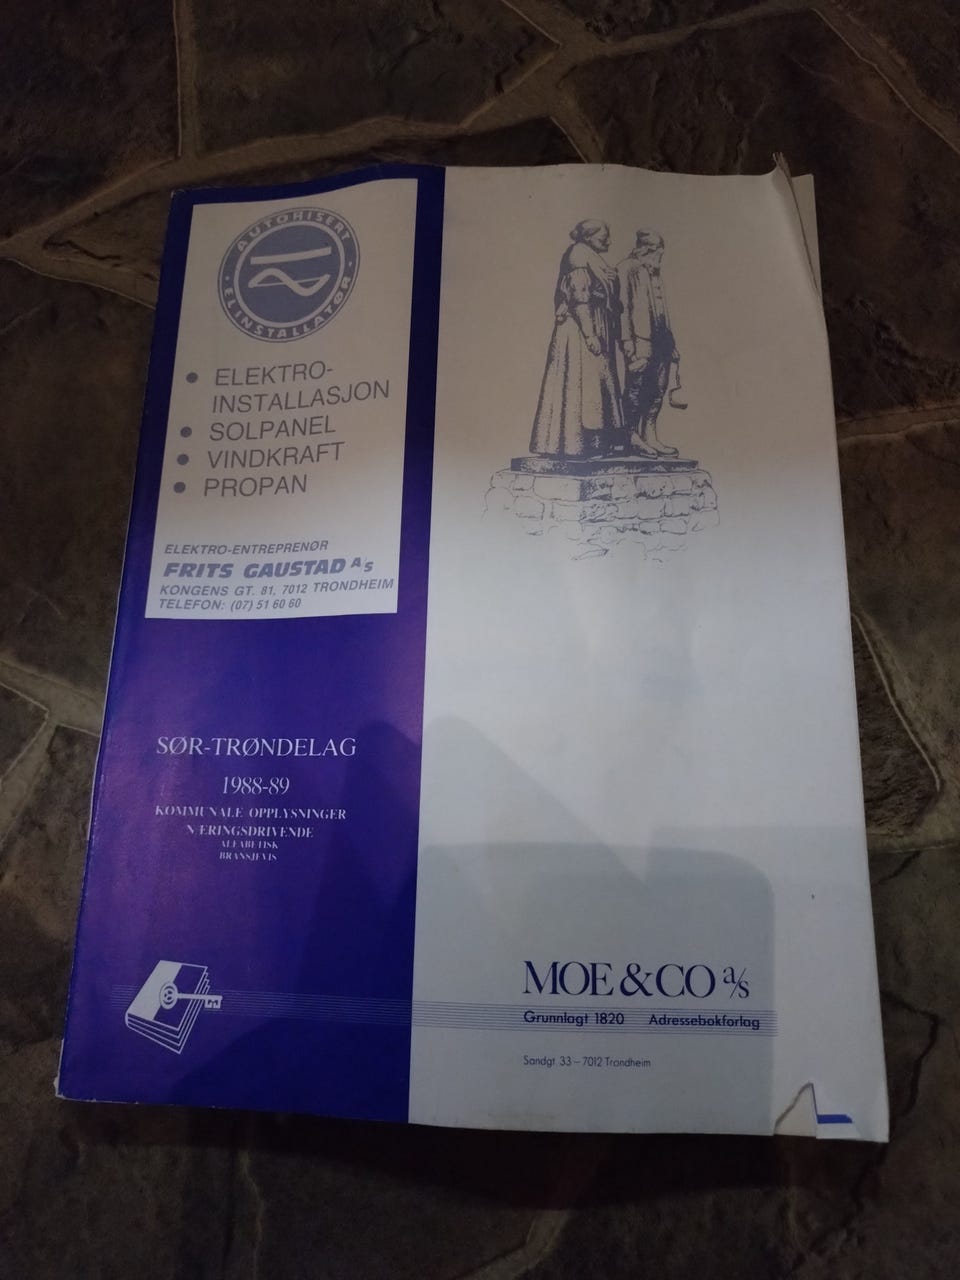 AUTORISERT
ELINSTALLATØR
● ELEKTRO-
INSTALLASJON
● SOLPANEL
● VINDKRAFT
● PROPAN
ELEKTRO-ENTREPRENØR
FRITS GAUSTAD A/S
KONGENS GT. 81, 7012 TRONDHEIM
TELEFON: (07) 51 60 60
SØR-TRØNDELAG
1988-89
KOMMUNALE OPPLYSNINGER
NÆRINGSDRIVENDE
ALFABETISK
BRANSJEVIS
MOE & CO a/s
Grunnlagt 1820 Adressebokforlag
Sandgt. 33 – 7012 Trondheim